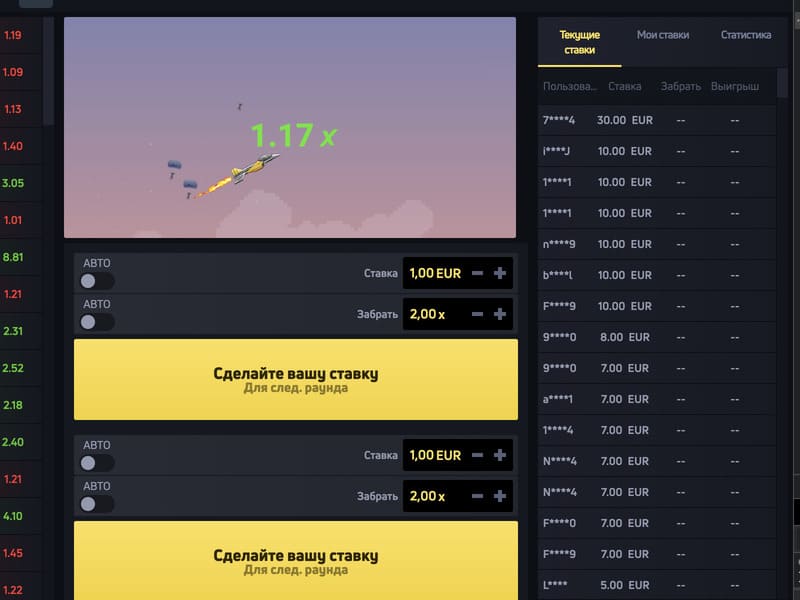 1.19
1.09
1.13
1.40
3.05
1.01
8.81
1.21
2.31
2.52
2.18
2.40
1.21
4.10
1.45
1.22
1.17 x
АВТО
Ставка 1,00 EUR
АВТО
Забрать 2,00 x
Сделайте вашу ставку
Для след. раунда
АВТО
Ставка 1,00 EUR
АВТО
Забрать 2,00 x
Сделайте вашу ставку
Для след. раунда
Текущие ставки Мои ставки Статистика
Пользова... Ставка Забрать Выигрыш
7****4 30.00 EUR -- --
i****J 10.00 EUR -- --
1****1 10.00 EUR -- --
1****1 10.00 EUR -- --
n****9 10.00 EUR -- --
b****l 10.00 EUR -- --
F****9 10.00 EUR -- --
9****0 8.00 EUR -- --
9****0 7.00 EUR -- --
a****1 7.00 EUR -- --
1****4 7.00 EUR -- --
N****4 7.00 EUR -- --
N****4 7.00 EUR -- --
F****0 7.00 EUR -- --
F****9 7.00 EUR -- --
L**** 5.00 EUR -- --